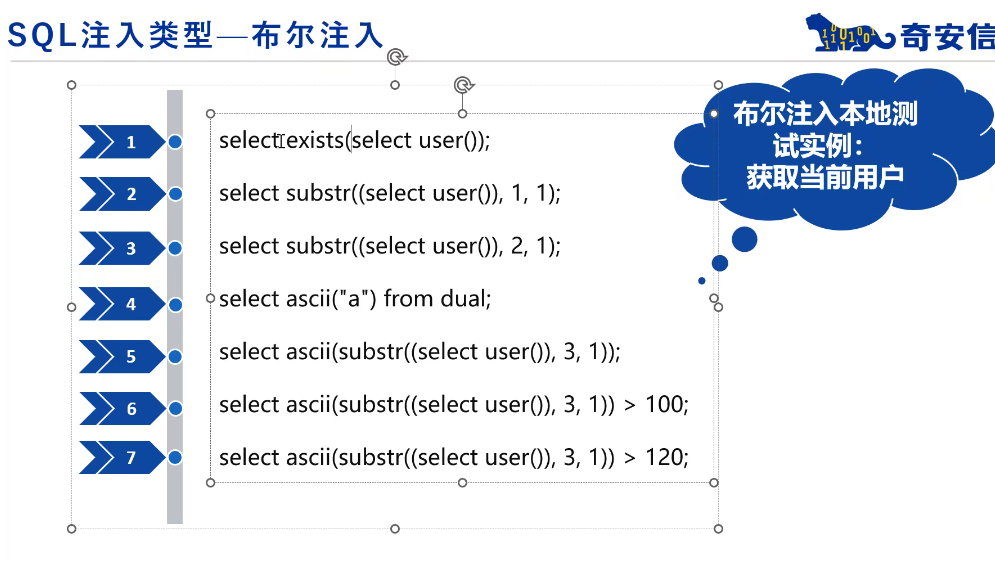 SQL注入类型—布尔注入
奇安信
布尔注入本地测
试实例：
获取当前用户
1
select exists(select user());
2
select substr((select user()), 1, 1);
3
select substr((select user()), 2, 1);
4
select ascii("a") from dual;
5
select ascii(substr((select user()), 3, 1));
6
select ascii(substr((select user()), 3, 1)) > 100;
7
select ascii(substr((select user()), 3, 1)) > 120;